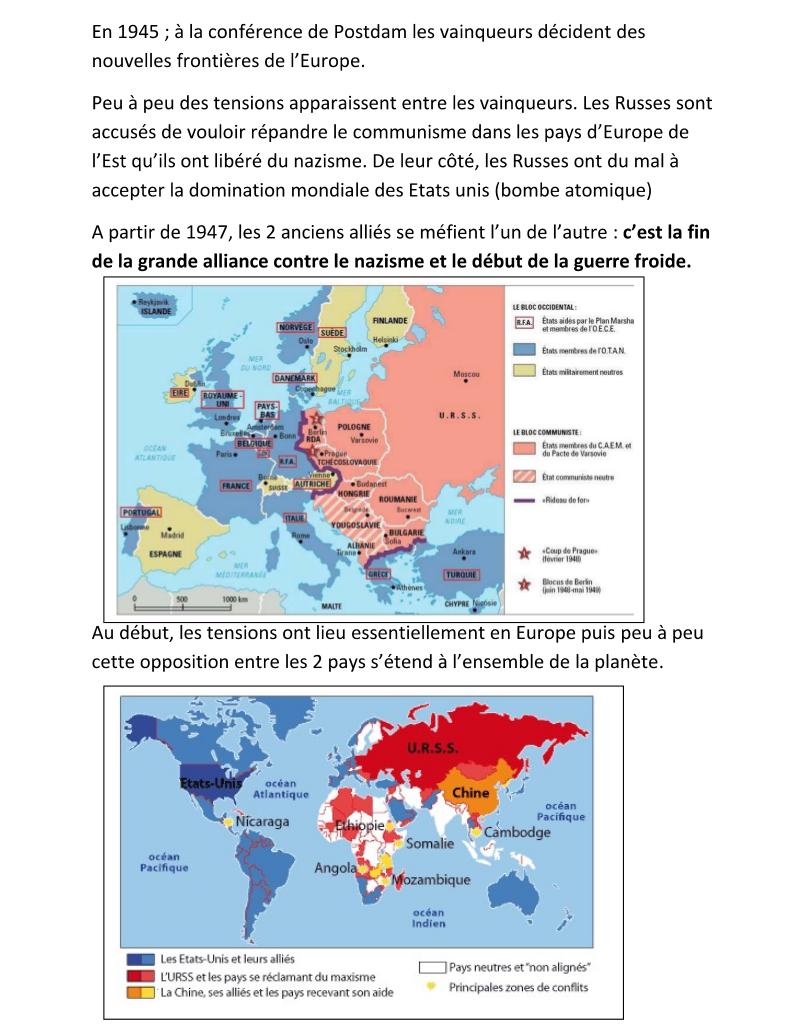 En 1945 ; à la conférence de Postdam les vainqueurs décident des
nouvelles frontières de l’Europe.
Peu à peu des tensions apparaissent entre les vainqueurs. Les Russes sont
accusés de vouloir répandre le communisme dans les pays d’Europe de
l’Est qu’ils ont libéré du nazisme. De leur côté, les Russes ont du mal à
accepter la domination mondiale des Etats unis (bombe atomique)
A partir de 1947, les 2 anciens alliés se méfient l’un de l’autre : c’est la fin
de la grande alliance contre le nazisme et le début de la guerre froide.
Reykjavik
ISLANDE
NORVÈGE
Oslo
SUÈDE
Stockholm
FINLANDE
Helsinki
MER
DU NORD
DANEMARK
Copenhague
MER
BALTIQUE
Moscou
U.R.S.S.
Dublin
EIRE
ROYAUME-
UNI
Londres
PAYS-
BAS
Amsterdam
Bruxelles
BELGIQUE
Bonn
Berlin
RDA
POLOGNE
Varsovie
OCÉAN
ATLANTIQUE
Paris
R.F.A.
Prague
TCHÉCOSLOVAQUIE
Vienne
FRANCE
Berne
SUISSE
AUTRICHE
Budapest
HONGRIE
ROUMANIE
Bucarest
Belgrade
YOUGOSLAVIE
MER
NOIRE
BULGARIE
Sofia
PORTUGAL
Lisbonne
Madrid
ESPAGNE
ITALIE
Rome
ALBANIE
Tirana
GRÈCE
Athènes
Ankara
TURQUIE
MER
MÉDITERRANÉE
MALTE
CHYPRE
Nicosie
0 500 1000 km
LE BLOC OCCIDENTAL :
R.F.A.
États aidés par le Plan Marsha
et membres de l’O.E.C.E.
États membres de l’O.T.A.N.
États militairement neutres
LE BLOC COMMUNISTE :
États membres du C.A.E.M. et
du Pacte de Varsovie
État communiste neutre
«Rideau de fer»
«Coup de Prague»
(février 1948)
Blocus de Berlin
(juin 1948-mai 1949)
Au début, les tensions ont lieu essentiellement en Europe puis peu à peu
cette opposition entre les 2 pays s’étend à l’ensemble de la planète.
U.R.S.S.
Etats-Unis
océan
Atlantique
Chine
océan
Pacifique
Nicaraga
Ethiopie
Cambodge
Somalie
océan
Pacifique
Angola
Mozambique
océan
Indien
Les Etats-Unis et leurs alliés
L’URSS et les pays se réclamant du maxisme
La Chine, ses alliés et les pays recevant son aide
Pays neutres et “non alignés”
Principales zones de conflits